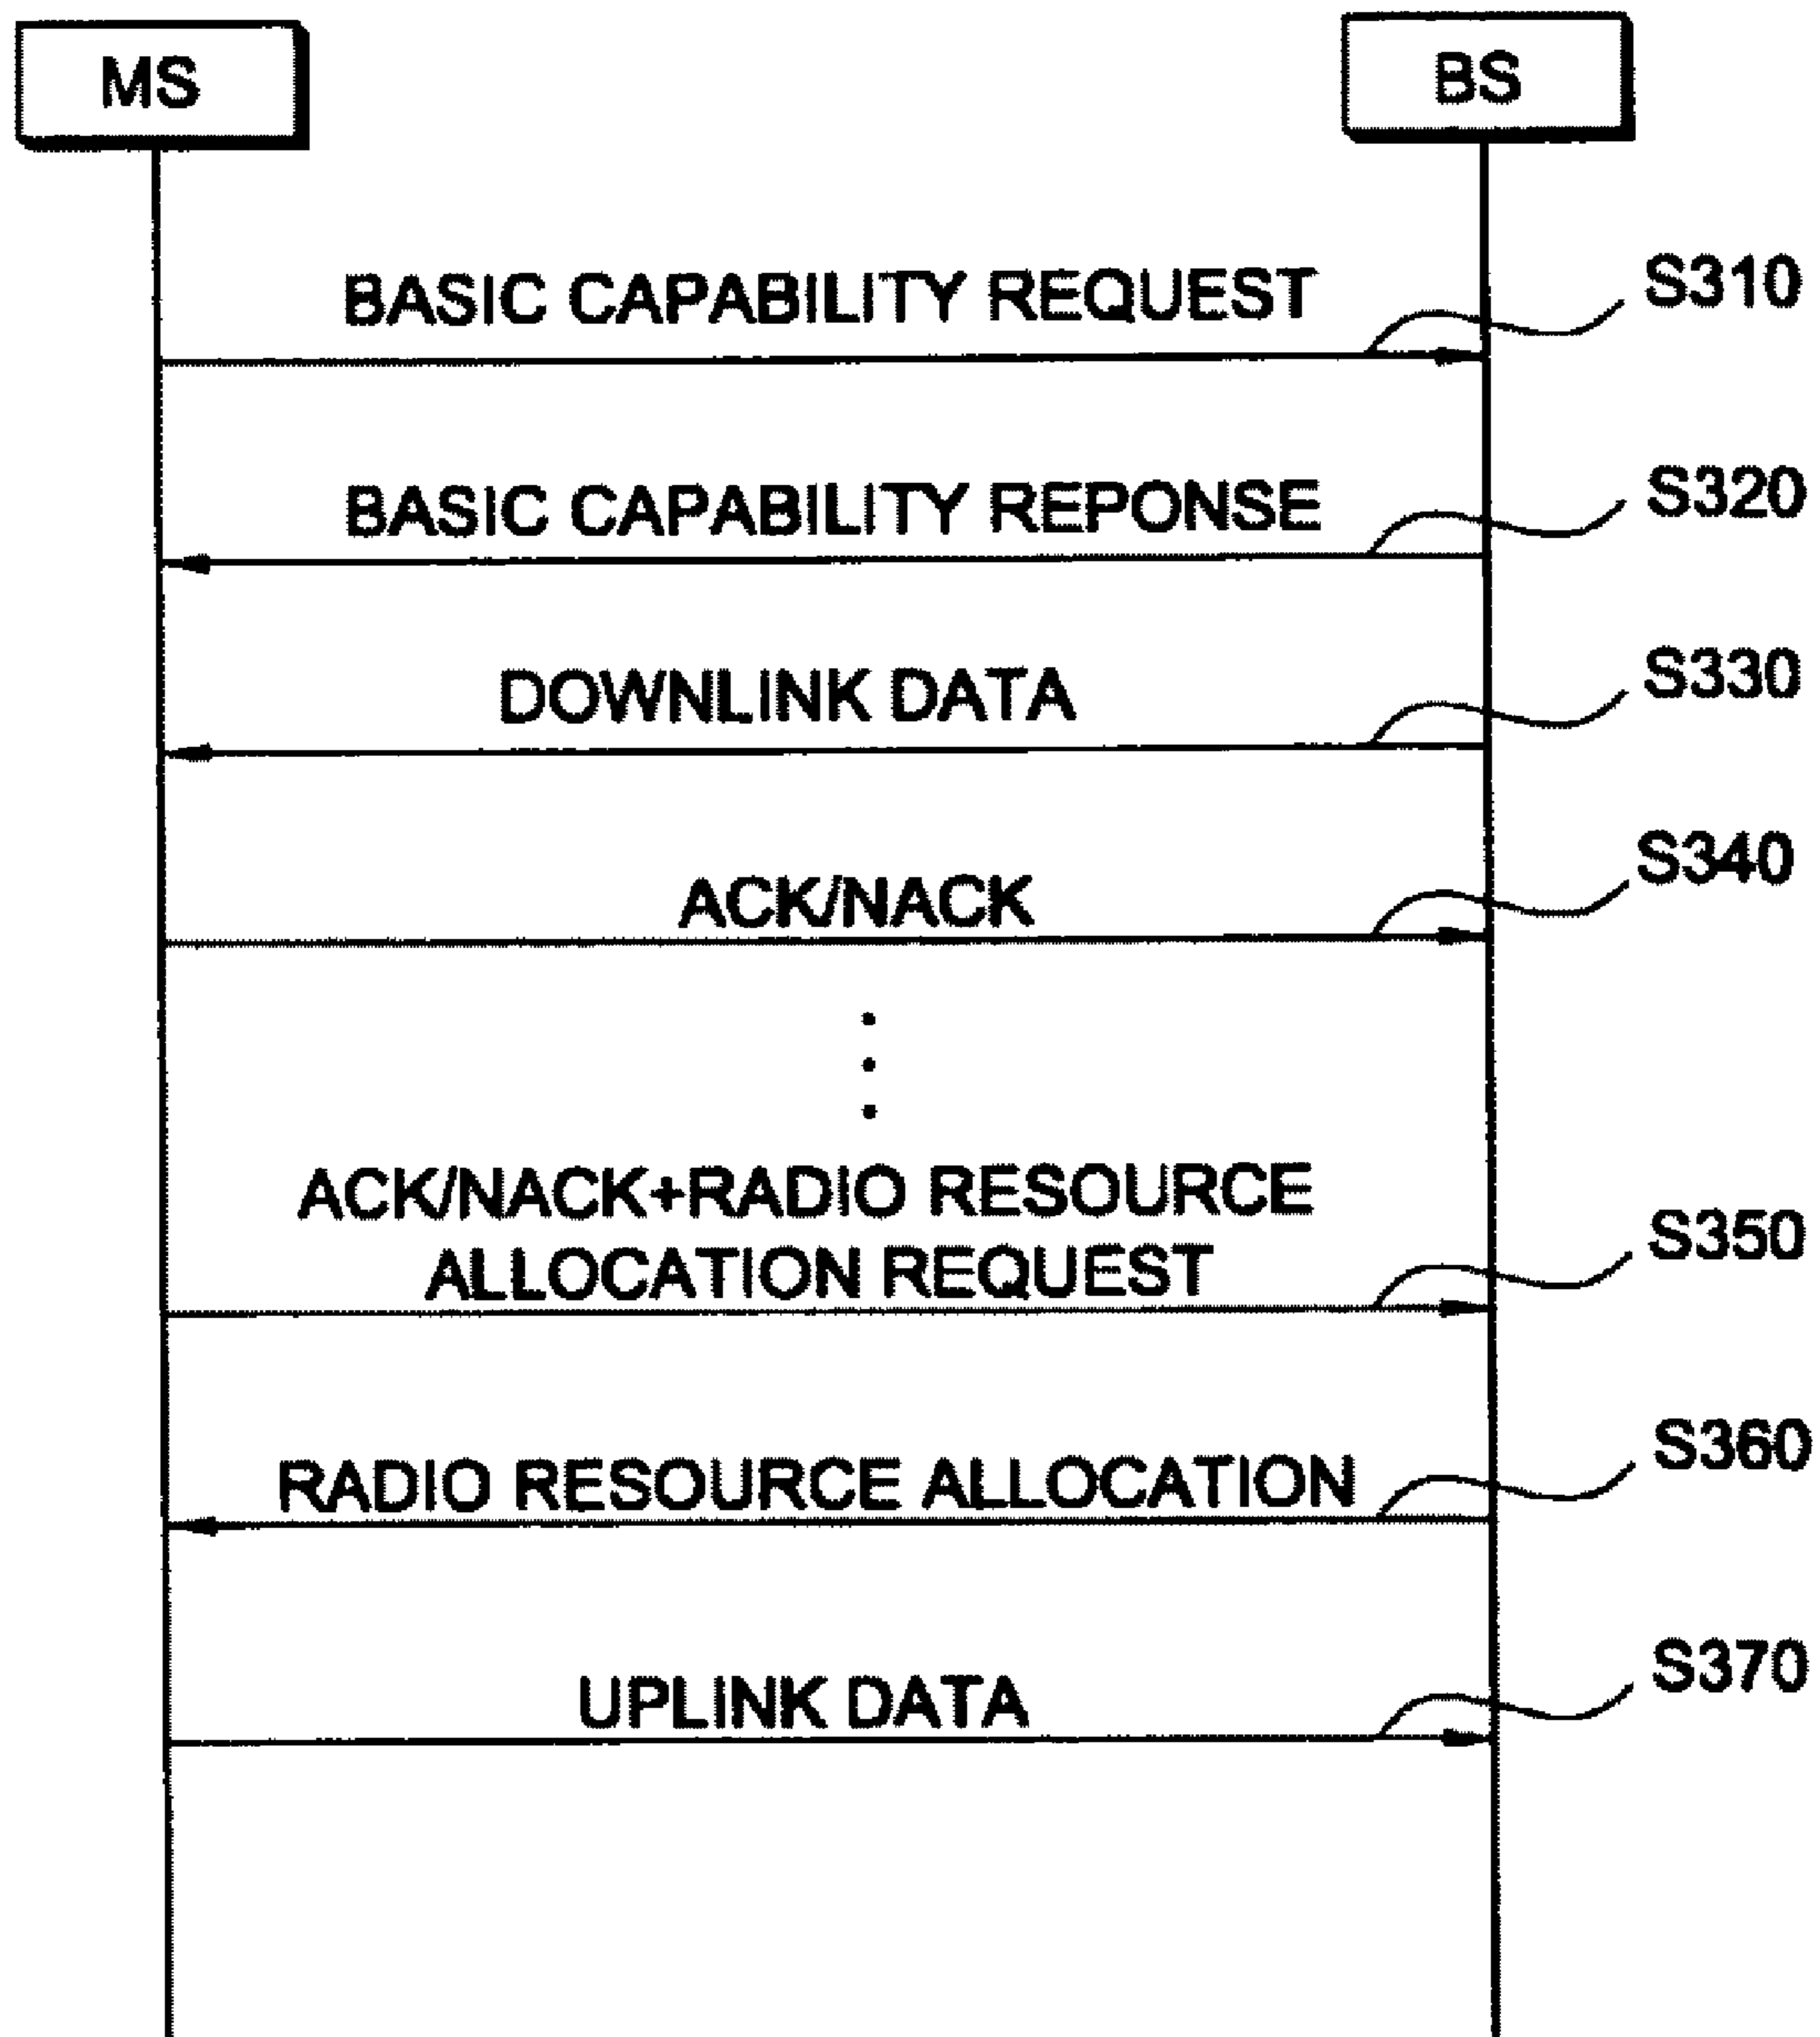 MS
BS
BASIC CAPABILITY REQUEST
S310
BASIC CAPABILITY REPONSE
S320
DOWNLINK DATA
S330
ACK/NACK
S340
ACK/NACK+RADIO RESOURCE
ALLOCATION REQUEST
S350
RADIO RESOURCE ALLOCATION
S360
UPLINK DATA
S370